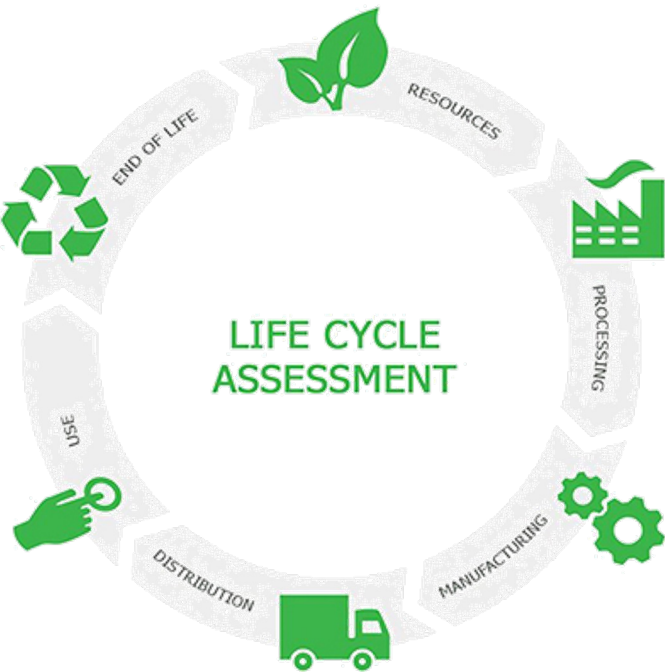 LIFE CYCLE
ASSESSMENT
RESOURCES
PROCESSING
MANUFACTURING
DISTRIBUTION
USE
END OF LIFE